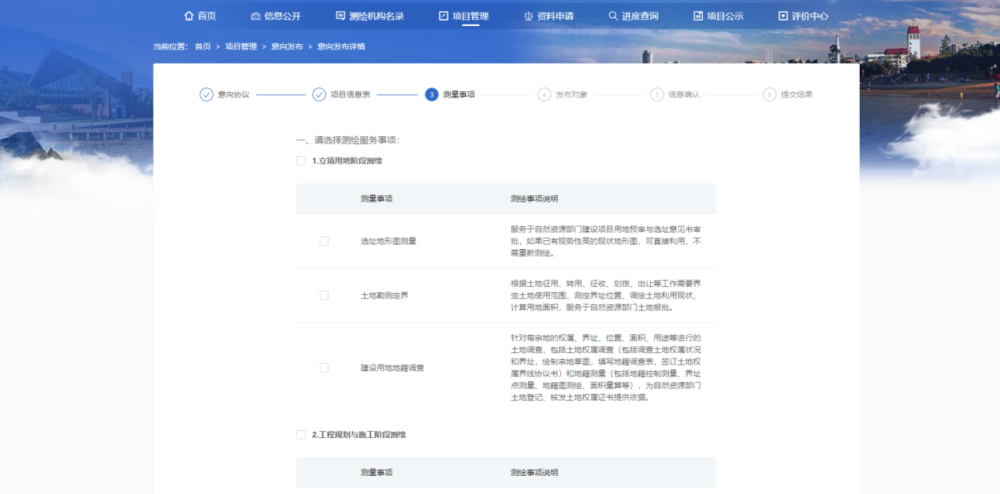 首页 信息公开 测绘机构名录 项目管理 资料申请 进度查询 项目公示 评价中心
当前位置： 首页 > 项目管理 > 意向发布 > 意向发布详情
意向协议 项目信息表 3 测量事项 4 发布对象 5 信息确认 6 提交结果
一、请选择测绘服务事项：
1.立项用地阶段测绘
测量事项 测绘事项说明
选址地形图测量
服务于自然资源部门建设项目用地预审与选址意见书审
批，如果已有现势性高的现状地形图，可直接利用，不
需重新测绘。
土地勘测定界
根据土地征用、转用、征收、划拨、出让等工作需要界
定土地使用范围、测定界址位置、调绘土地利用现状、
计算用地面积，服务于自然资源部门土地报批。
建设用地地籍调查
针对每宗地的权属、界址、位置、面积、用途等进行的
土地调查，包括土地权属调查（包括调查土地权属状况
和界址，绘制宗地草图，填写地籍调查表，签订土地权
属界线协议书）和地籍测量（包括地籍控制测量、界址
点测量、地籍图测绘、面积量算等），为自然资源部门
土地登记、核发土地权属证书提供依据。
2.工程规划与施工阶段测绘
测量事项 测绘事项说明